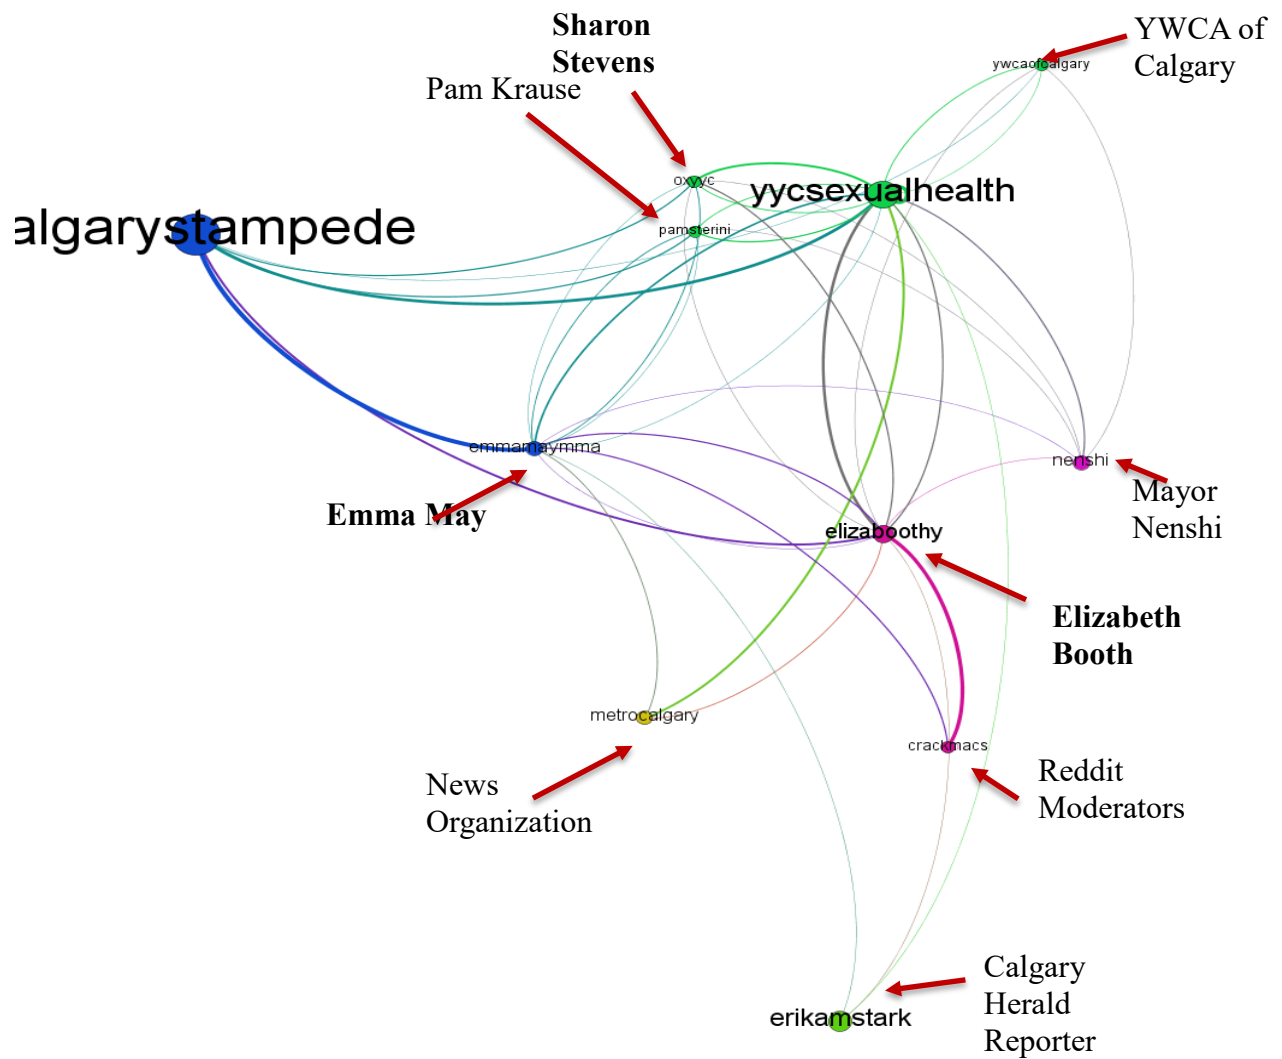 Sharon
Stevens
Pam Krause
YWCA of
Calgary
ywcaofcalgary
oxyyc
yycsexualhealth
algarystampede
pamsterini
emmamaymma
nenshi
Emma May
Mayor
Nenshi
elizaboothy
Elizabeth
Booth
metrocalgary
crackmacs
News
Organization
Reddit
Moderators
Calgary
Herald
Reporter
erikamstark